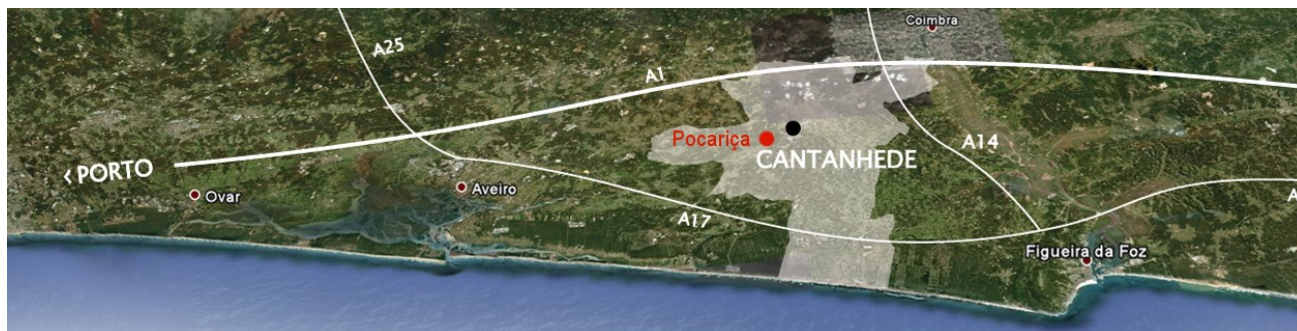 Coimbra
A25
A1
Pocariça
CANTANHEDE
A14
< PORTO
Ovar
Aveiro
A17
A
Figueira da Foz